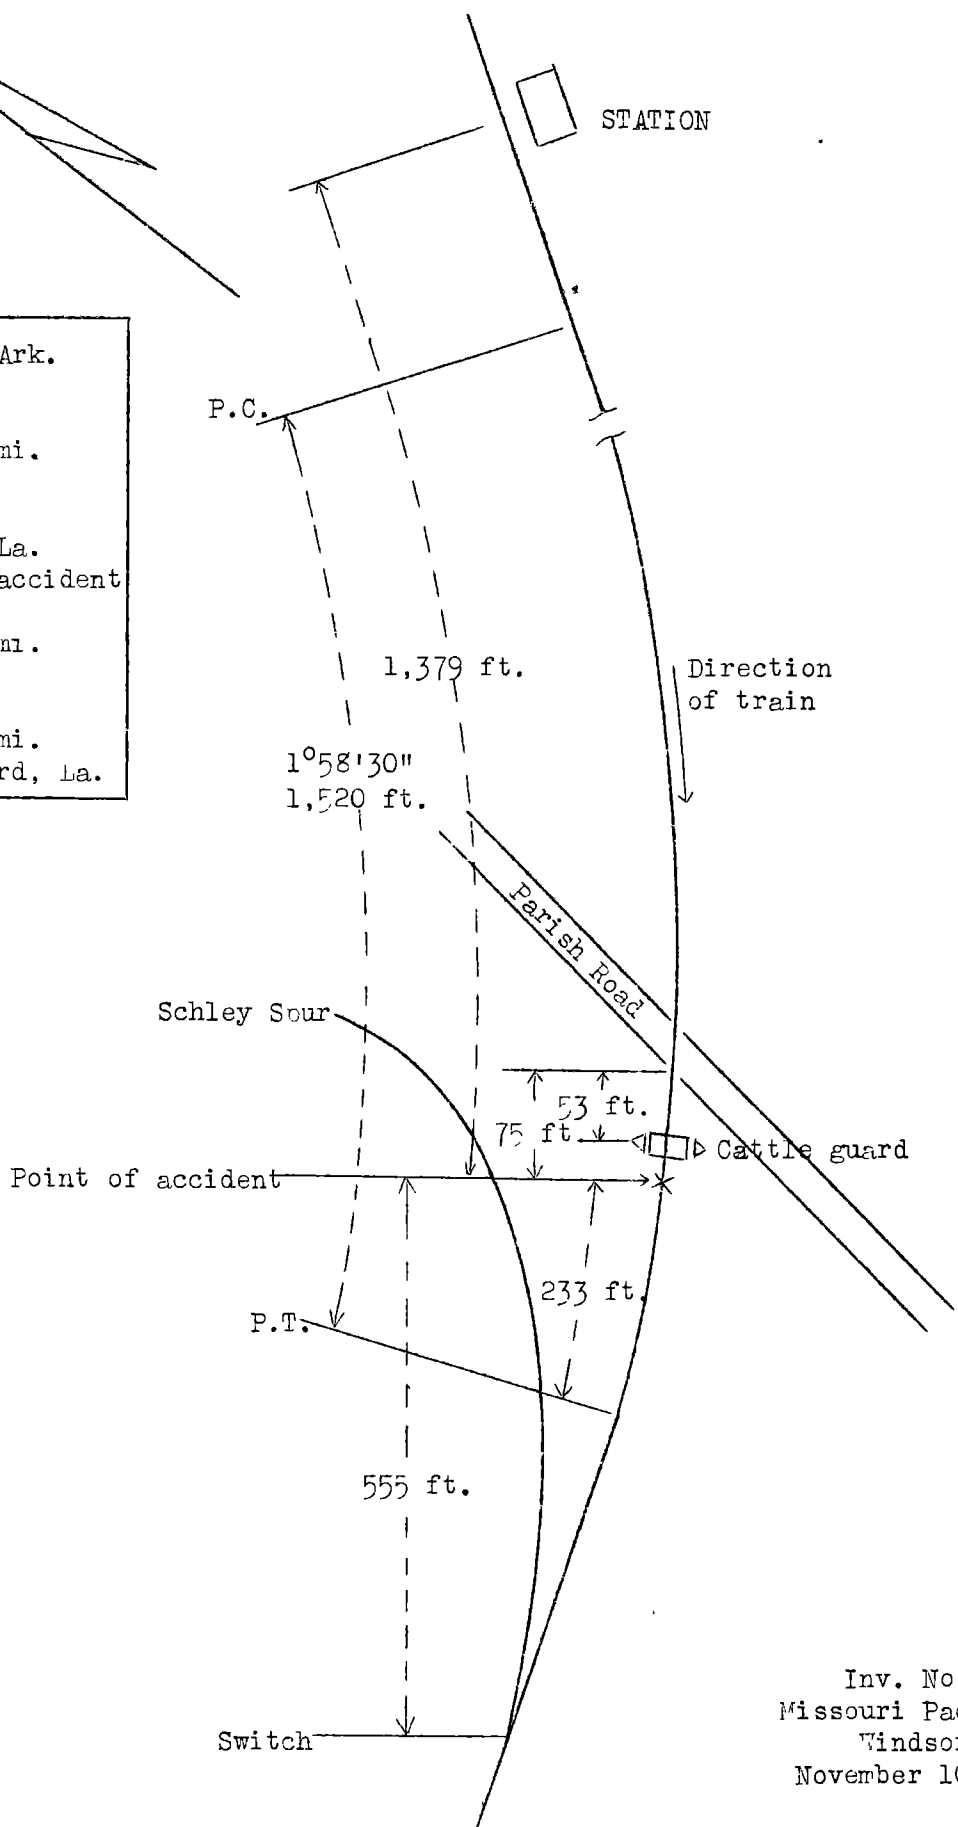 STATION
Ark.
mi.
La.
accident
mi.
mi.
rd, La.
P.C.
1,379 ft.
Direction
of train
1°58'30"
1,520 ft.
Parish Road
Schley Spur
53 ft.
75 ft.
Cattle guard
Point of accident
233 ft.
P.T.
555 ft.
Switch
Inv. No
Missouri Pac
Windsor
November 10